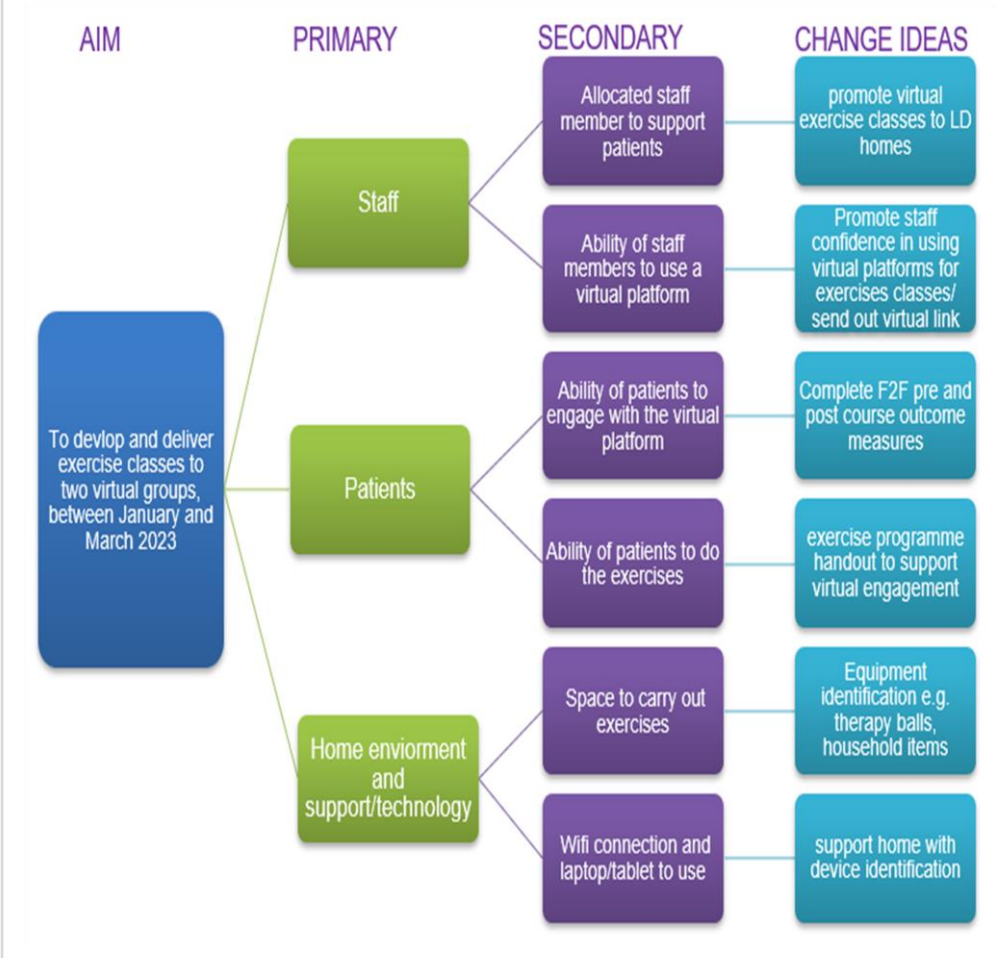 AIM
PRIMARY
SECONDARY
CHANGE IDEAS
To devlop and deliver
exercise classes to
two virtual groups,
between January and
March 2023
Staff
Patients
Home enviorment
and
support/technology
Allocated staff
member to support
patients
Ability of staff
members to use a
virtual platform
Ability of patients to
engage with the virtual
platform
Ability of patients to do
the exercises
Space to carry out
exercises
Wifi connection and
laptop/tablet to use
promote virtual
exercise classes to LD
homes
Promote staff
confidence in using
virtual platforms for
exercises classes/
send out virtual link
Complete F2F pre and
post course outcome
measures
exercise programme
handout to support
virtual engagement
Equipment
identification e.g.
therapy balls,
household items
support home with
device identification